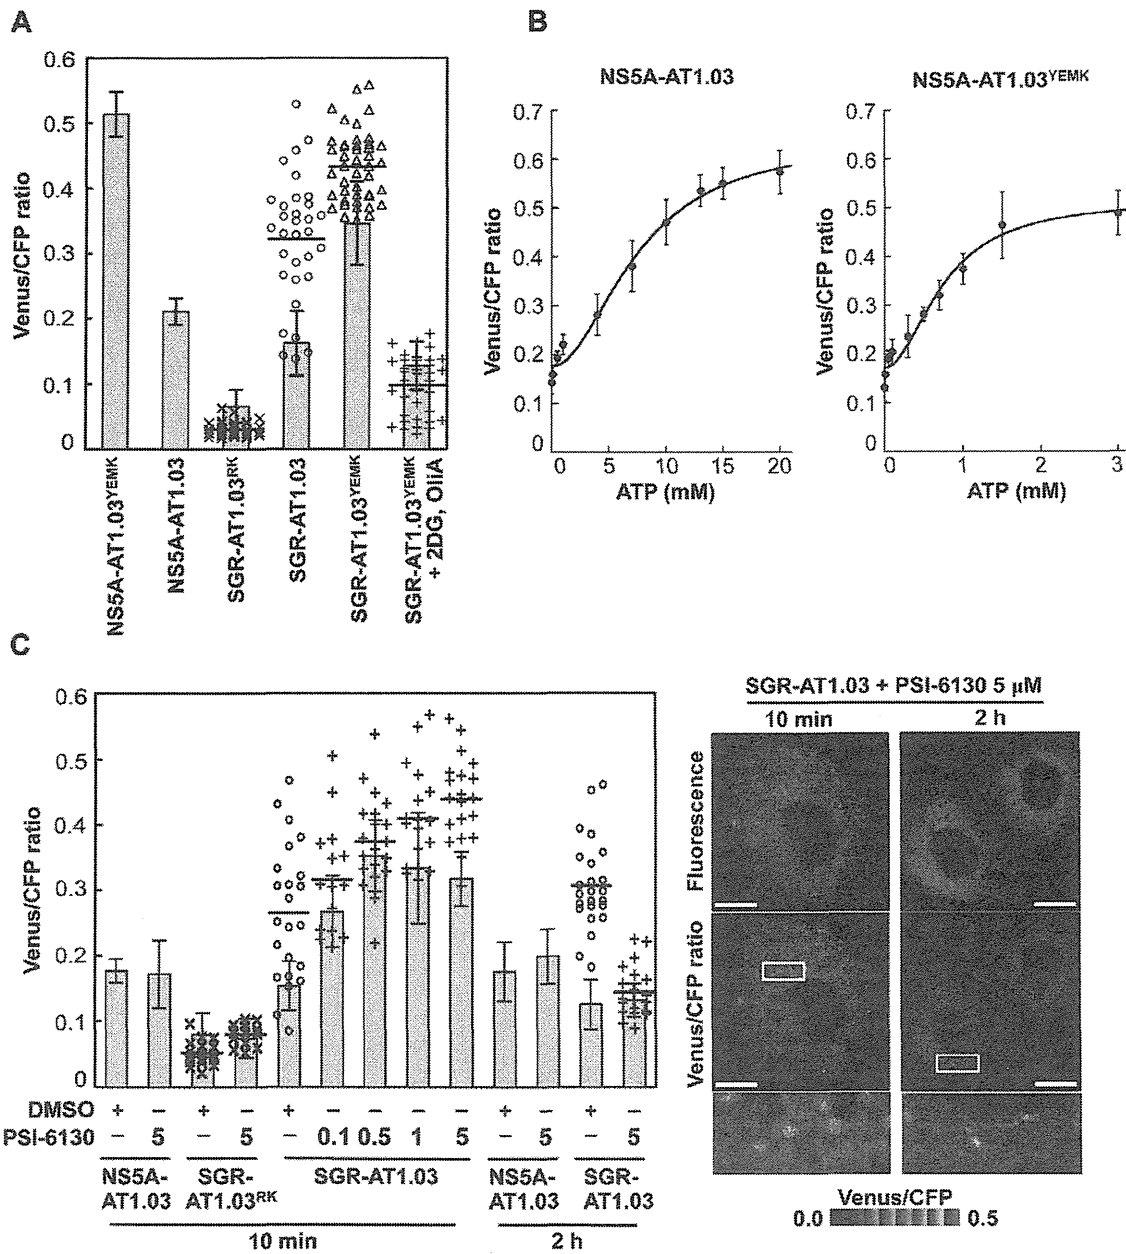 A
0.6
0.5
0.4
0.3
0.2
0.1
0
Venus/CFP ratio
NS5A-AT1.03YEMK
NS5A-AT1.03
SGR-AT1.03RK
SGR-AT1.03
SGR-AT1.03YEMK
SGR-AT1.03YEMK
+ 2DG, OliA
B
NS5A-AT1.03
0.7
0.6
0.5
0.4
0.3
0.2
0.1
0
Venus/CFP ratio
0 5 10 15 20
ATP (mM)
NS5A-AT1.03YEMK
0.7
0.6
0.5
0.4
0.3
0.2
0.1
0
Venus/CFP ratio
0 1 2 3
ATP (mM)
C
0.6
0.5
0.4
0.3
0.2
0.1
0
Venus/CFP ratio
DMSO + − + − + − − − − + − + −
PSI-6130 − 5 − 5 − 0.1 0.5 1 5 − 5 − 5
NS5A-
AT1.03
SGR-
AT1.03RK
SGR-AT1.03
NS5A-
AT1.03
SGR-
AT1.03
10 min
2 h
SGR-AT1.03 + PSI-6130 5 μM
10 min
2 h
Fluorescence
Venus/CFP ratio
Venus/CFP
0.0 0.5